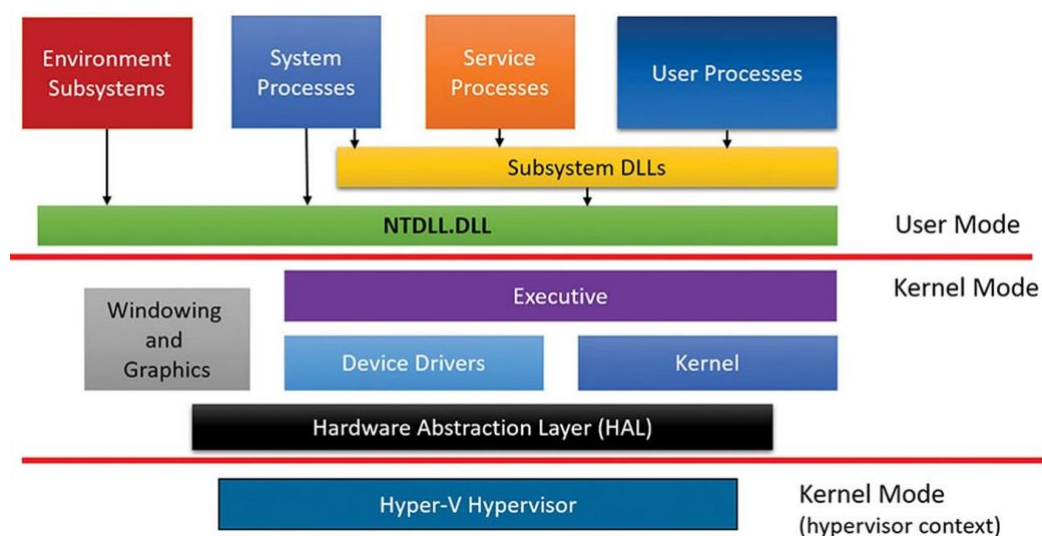 Environment
Subsystems
System
Processes
Service
Processes
User Processes
Subsystem DLLs
NTDLL.DLL
User Mode
Kernel Mode
Executive
Windowing
and
Graphics
Device Drivers
Kernel
Hardware Abstraction Layer (HAL)
Hyper-V Hypervisor
Kernel Mode
(hypervisor context)